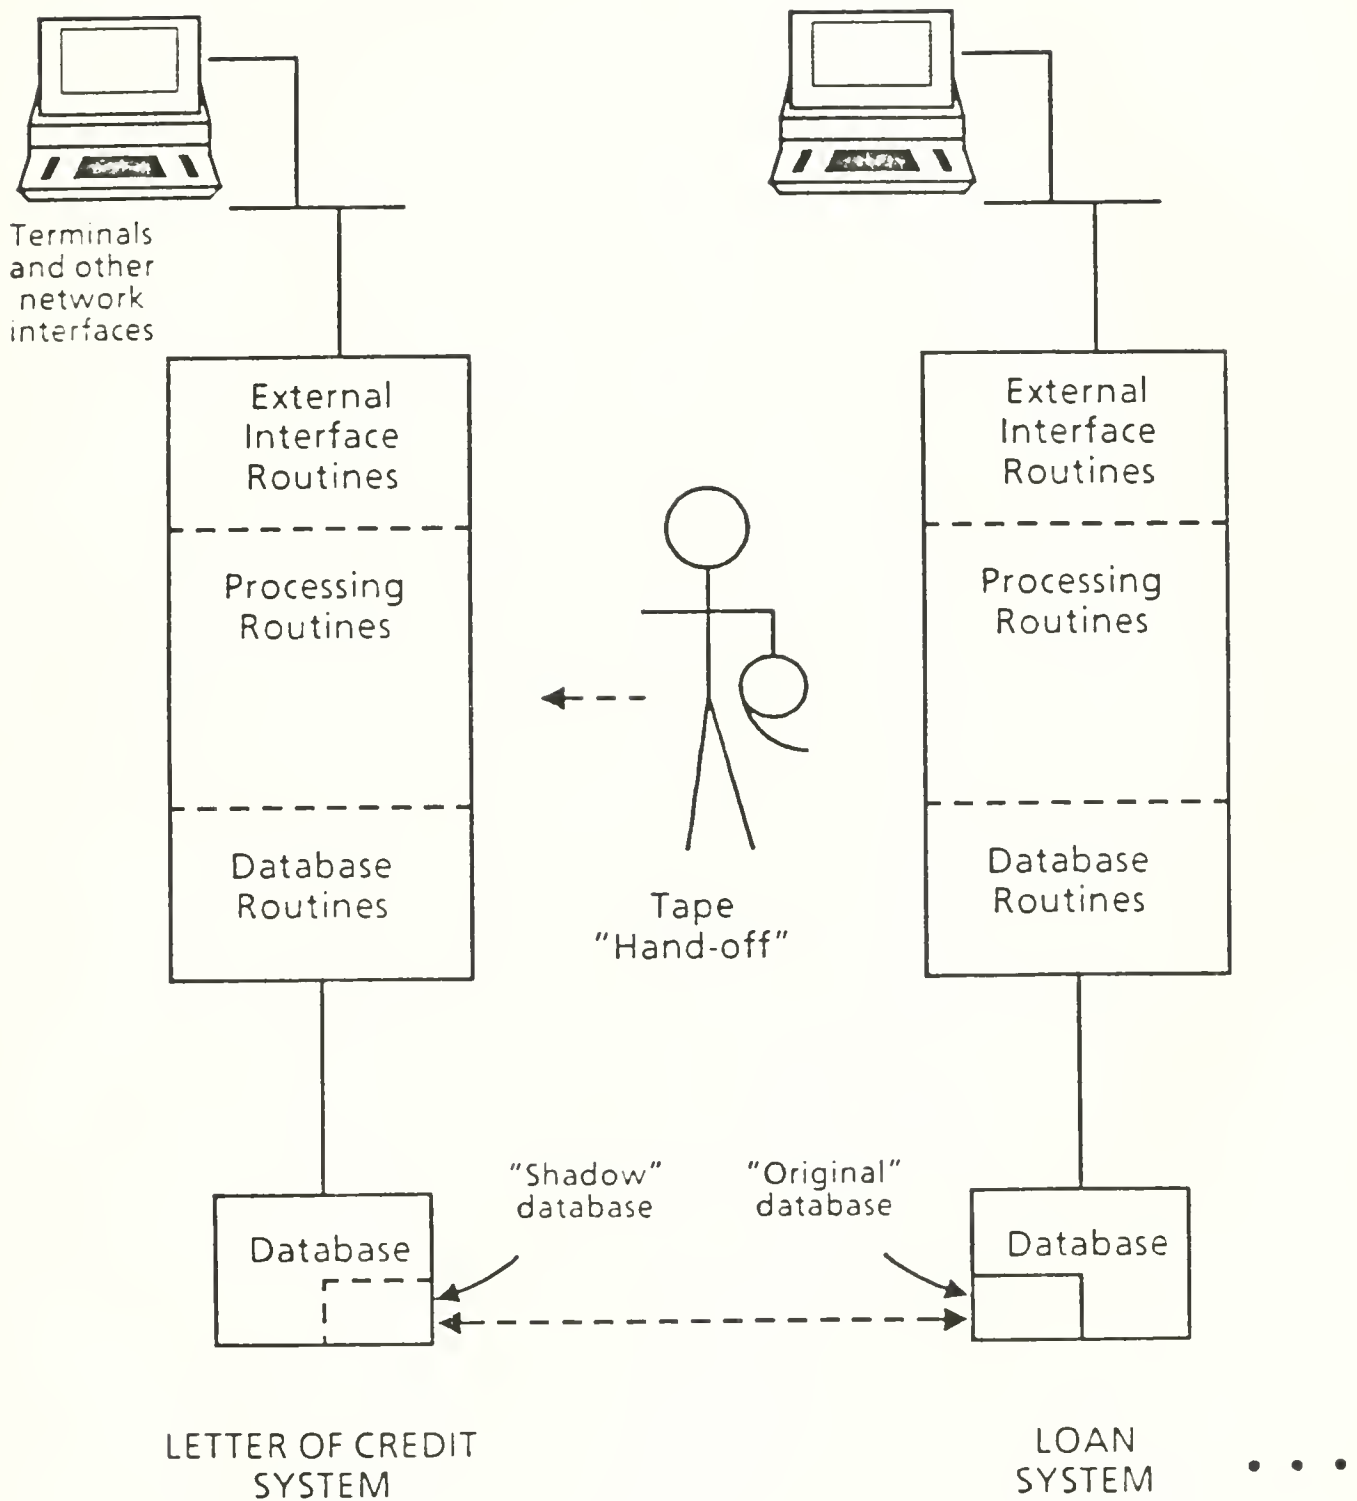 Terminals
and other
network
interfaces
External
Interface
Routines
Processing
Routines
Database
Routines
Tape
"Hand-off"
External
Interface
Routines
Processing
Routines
Database
Routines
"Shadow"
database
"Original"
database
Database
Database
LETTER OF CREDIT
SYSTEM
LOAN
SYSTEM
• • •